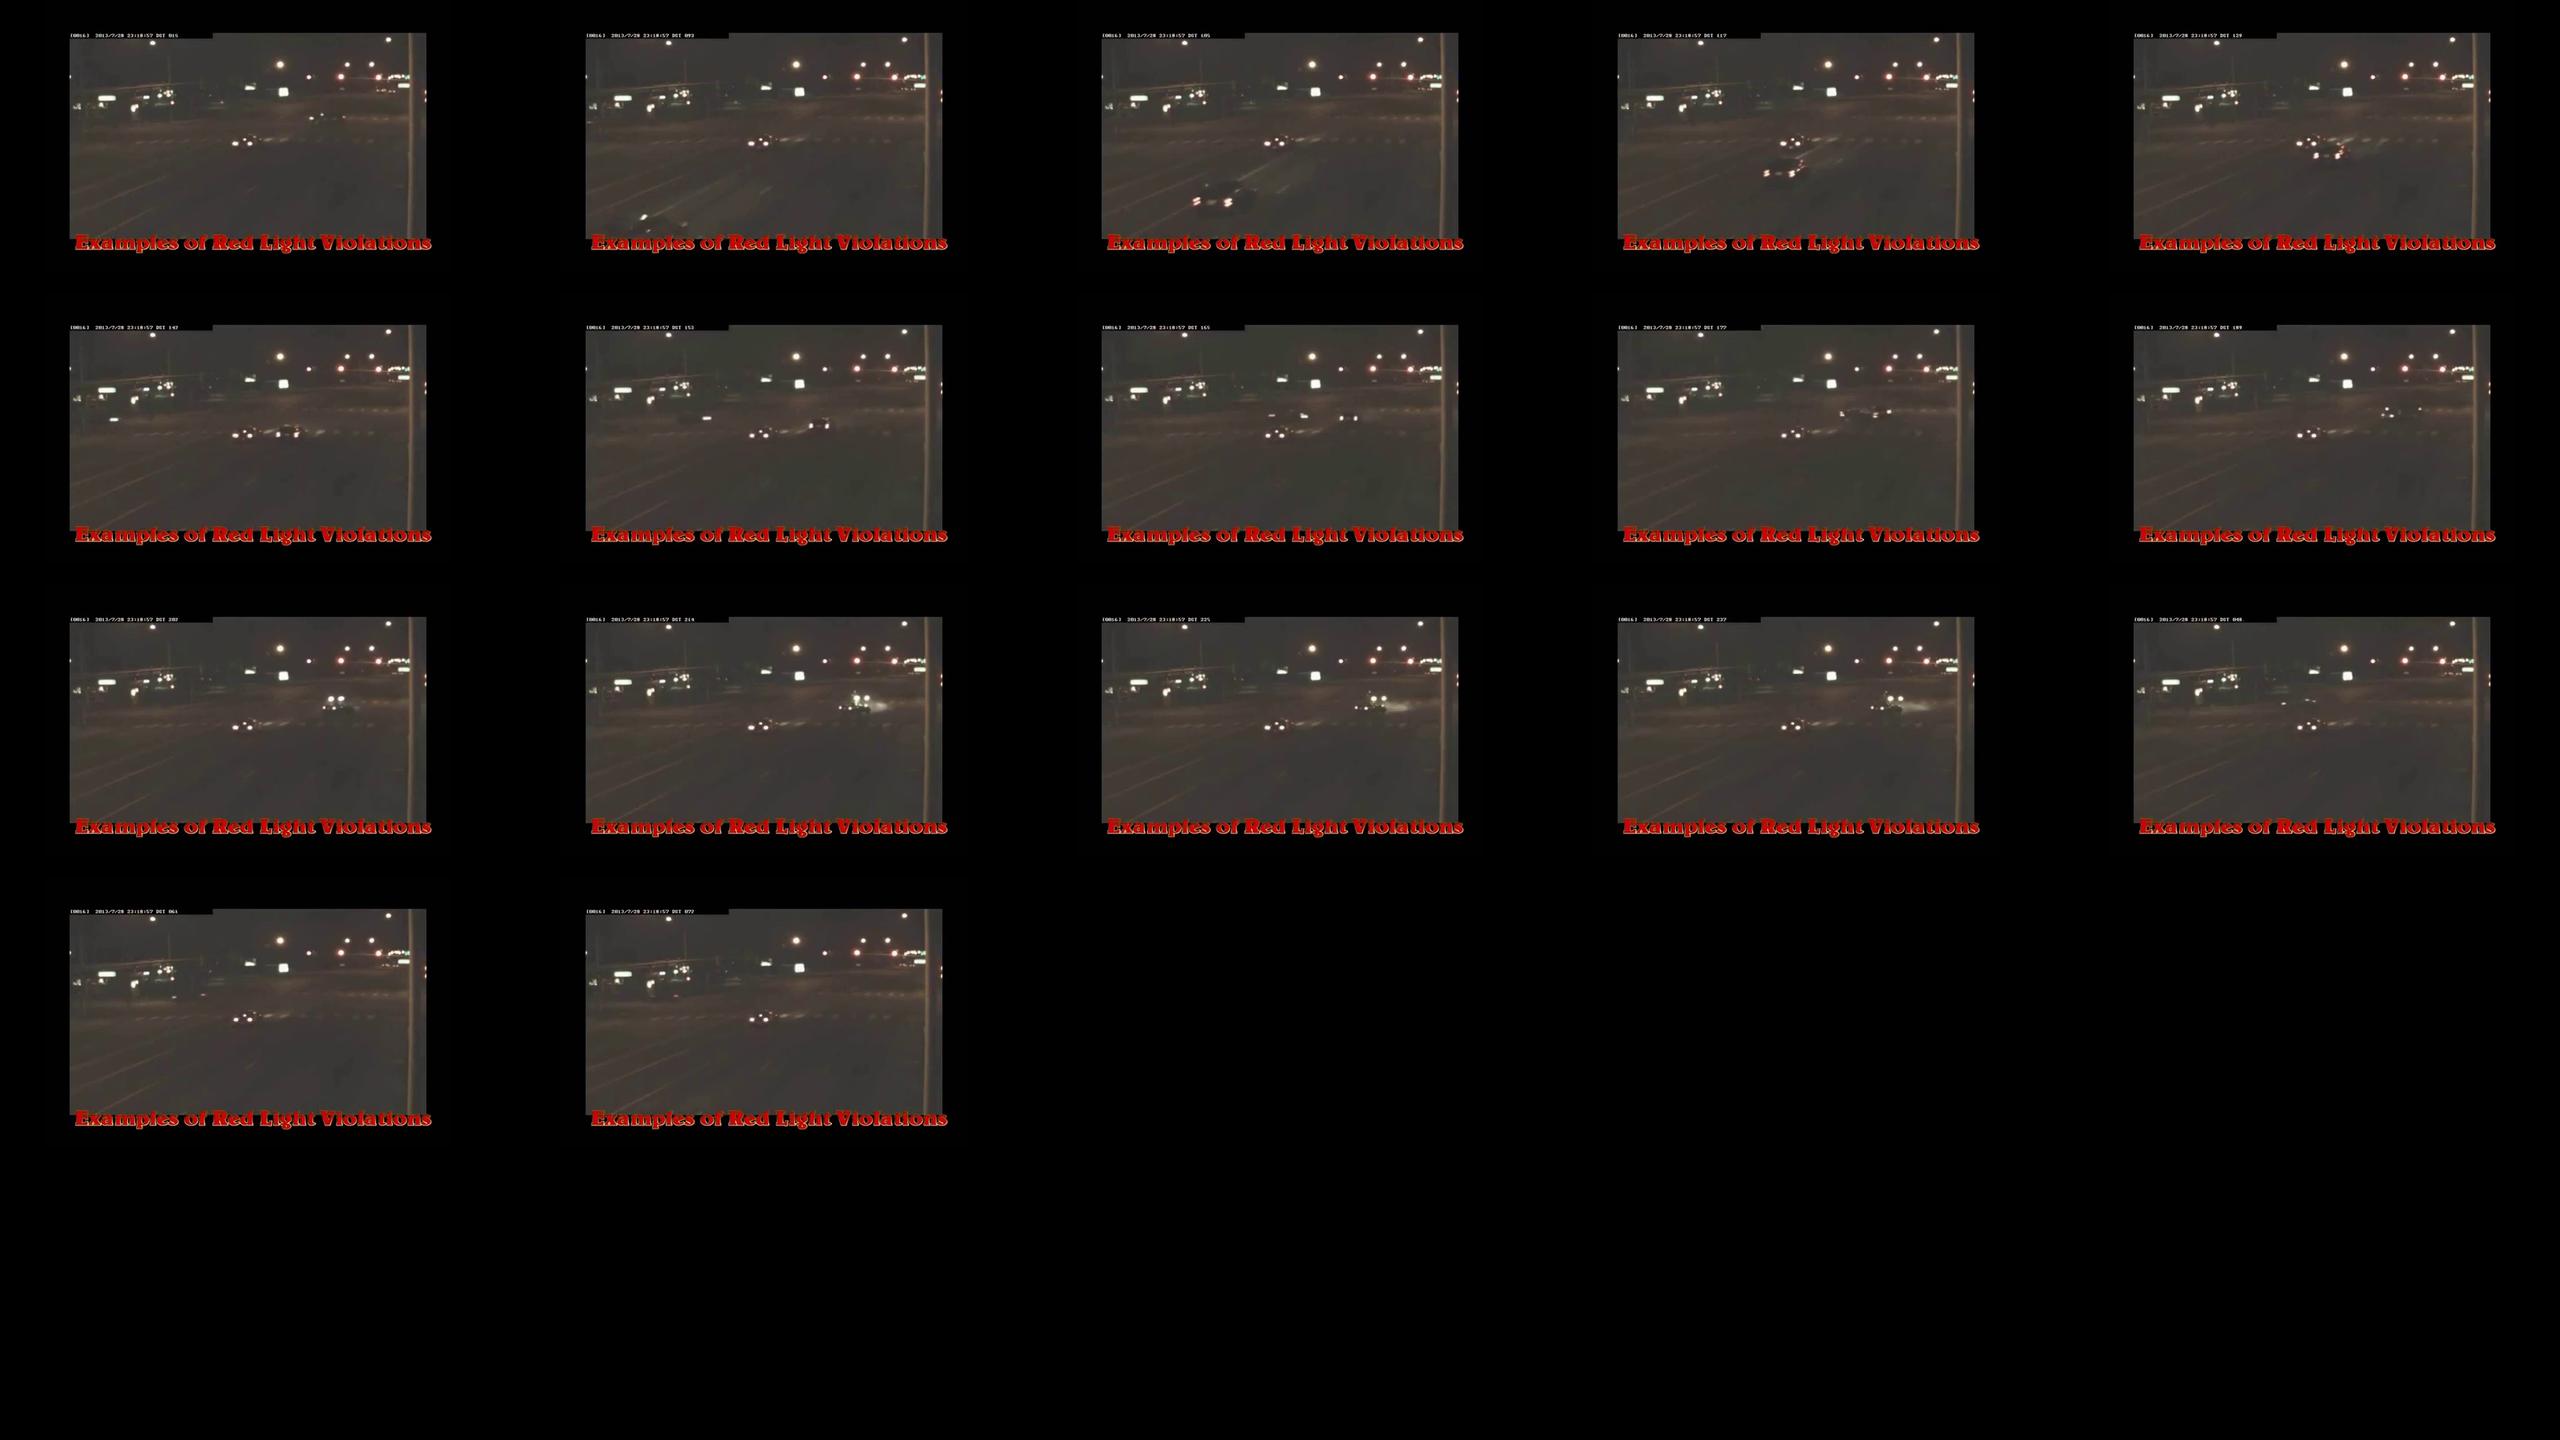 [0016] 2013/7/28 23:18:57 DST 015
[0016] 2013/7/28 23:18:57 DST 093
[0016] 2013/7/28 23:18:57 DST 105
[0016] 2013/7/28 23:18:57 DST 117
[0016] 2013/7/28 23:18:57 DST 129
Examples of Red Light Violations
Examples of Red Light Violations
Examples of Red Light Violations
Examples of Red Light Violations
Examples of Red Light Violations
[0016] 2013/7/28 23:18:57 DST
[0016] 2013/7/28 23:18:57 DST 153
[0016] 2013/7/28 23:18:57 DST 165
[0016] 2013/7/28 23:18:57 DST 177
[0016] 2013/7/28 23:18:57 DST 189
Examples of Red Light Violations
Examples of Red Light Violations
Examples of Red Light Violations
Examples of Red Light Violations
Examples of Red Light Violations
[0016] 2013/7/28 23:18:57 DST
[0016] 2013/7/28 23:18:57 DST 214
[0016] 2013/7/28 23:18:57 DST 225
[0016] 2013/7/28 23:18:57 DST 237
[0016] 2013/7/28 23:18:57 DST
Examples of Red Light Violations
Examples of Red Light Violations
Examples of Red Light Violations
Examples of Red Light Violations
Examples of Red Light Violations
[0016] 2013/7/28 23:18:57 DST 061
[0016] 2013/7/28 23:18:57 DST
Examples of Red Light Violations
Examples of Red Light Violations